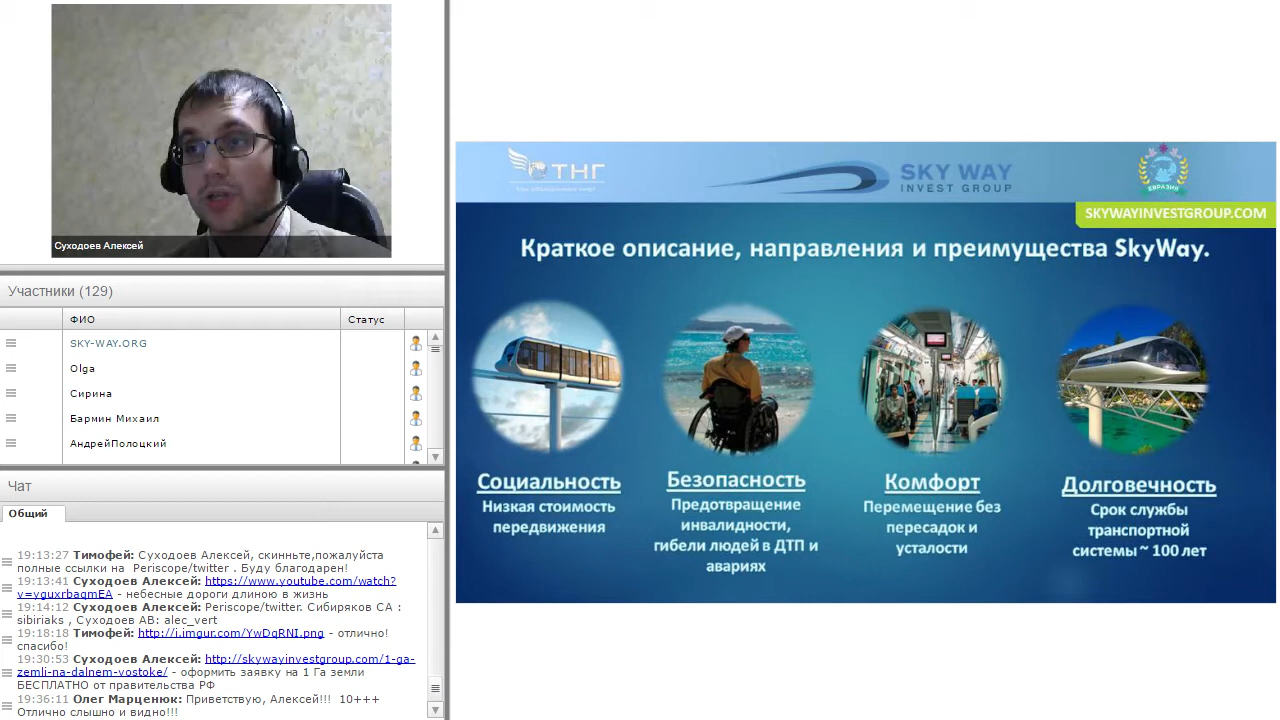 Суходоев Алексей
Участники (129)
ФИО
Статус
SKY-WAY.ORG
Olga
Сирина
Бармин Михаил
АндрейПолоцкий
Чат
Общий
19:13:27 Тимофей: Суходоев Алексей, скинньте,пожалуйста
полные ссылки на Periscope/twitter . Буду благодарен!
19:13:41 Суходоев Алексей: https://www.youtube.com/watch?
v=yguxrbaqmEA - небесные дороги длиною в жизнь
19:14:12 Суходоев Алексей: Periscope/twitter. Сибиряков СА :
sibiriaks , Суходоев АВ: alec_vert
19:18:18 Тимофей: http://i.imgur.com/YwDqRNI.png - отлично!
спасибо!
19:30:53 Суходоев Алексей: http://skywayinvestgroup.com/1-ga-
zemli-na-dalnem-vostoke/ - оформить заявку на 1 Га земли
БЕСПЛАТНО от правительства РФ
19:36:11 Олег Марценюк: Приветствую, Алексей!!! 10+++
Отлично слышно и видно!!!
ТНГ
SKY WAY
INVEST GROUP
ЕВРАЗИЯ
SKYWAYINVESTGROUP.COM
Краткое описание, направления и преимущества SkyWay.
Социальность
Низкая стоимость
передвижения
Безопасность
Предотвращение
инвалидности,
гибели людей в ДТП и
авариях
Комфорт
Перемещение без
пересадок и
усталости
Долговечность
Срок службы
транспортной
системы ~ 100 лет